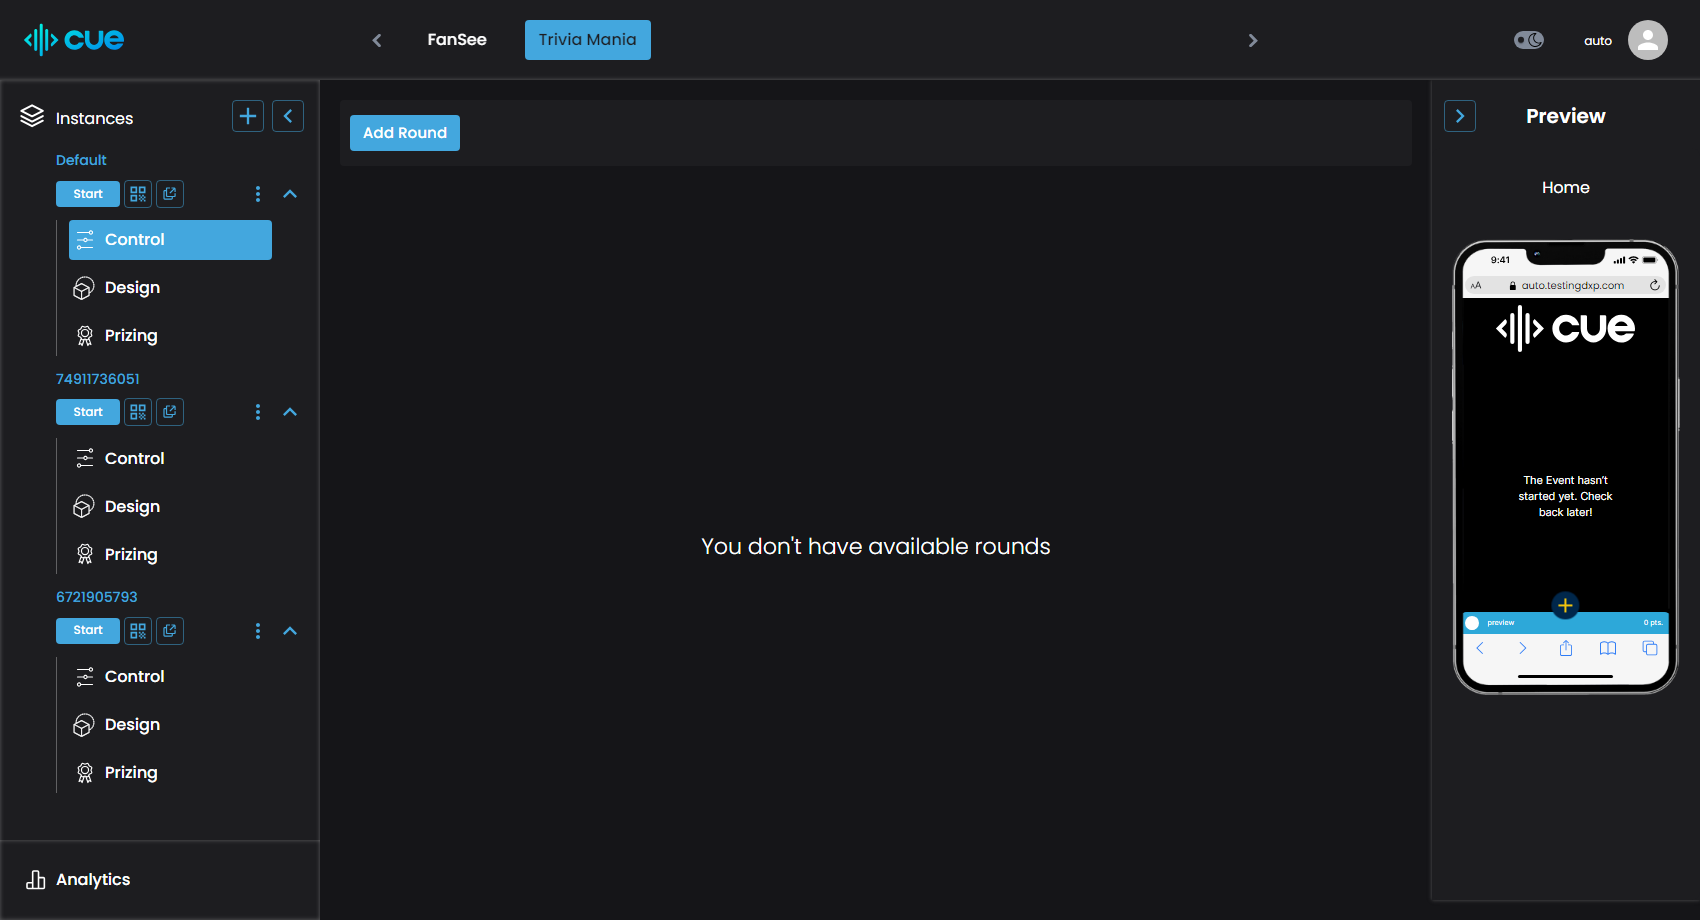 cue
FanSee
Trivia Mania
auto
Instances
Default
Start
Control
Design
Prizing
74911736051
Start
Control
Design
Prizing
6721905793
Start
Control
Design
Prizing
Analytics
Add Round
You don't have available rounds
Preview
Home
9:41
AA
auto.testingdxp.com
cue
The Event hasn't
started yet. Check
back later!
preview
0 pts.